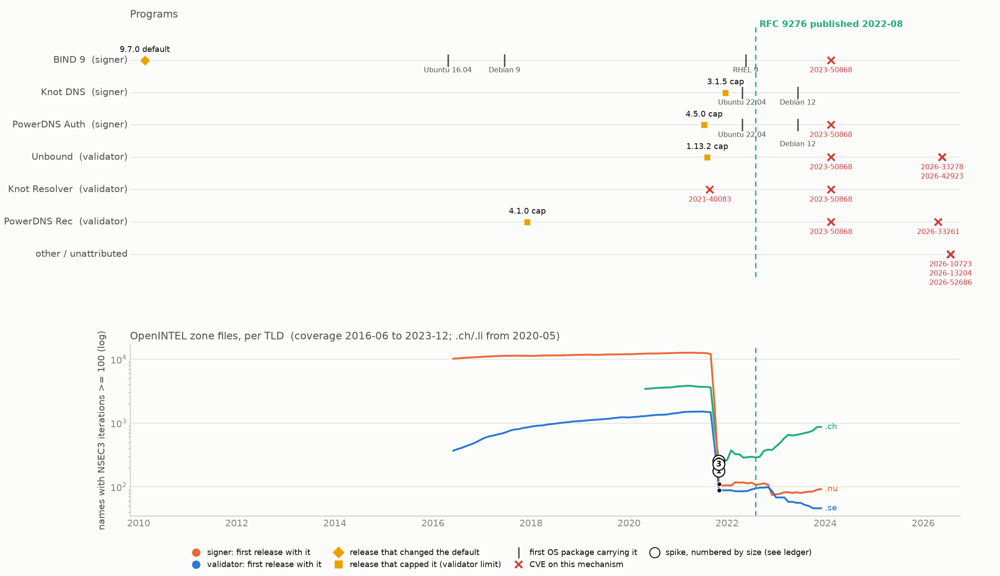 Programs
RFC 9276 published 2022-08
9.7.0 default
BIND 9 (signer)
Ubuntu 16.04
Debian 9
RHEL 9
2023-50868
3.1.5 cap
Knot DNS (signer)
Ubuntu 22.04
Debian 12
4.5.0 cap
PowerDNS Auth (signer)
Ubuntu 22.04
2023-50868
Debian 12
1.13.2 cap
Unbound (validator)
2023-50868
2026-33278
2026-42923
Knot Resolver (validator)
2021-40083
2023-50868
4.1.0 cap
PowerDNS Rec (validator)
2023-50868
2026-33261
other / unattributed
2026-10723
2026-13204
2026-52686
OpenINTEL zone files, per TLD (coverage 2016-06 to 2023-12; .ch/.li from 2020-05)
names with NSEC3 iterations >= 100 (log)
10⁴
10³
10²
.ch
3
1
.nu
.se
2010
2012
2014
2016
2018
2020
2022
2024
2026
signer: first release with it
release that changed the default
first OS package carrying it
spike, numbered by size (see ledger)
validator: first release with it
release that capped it (validator limit)
CVE on this mechanism